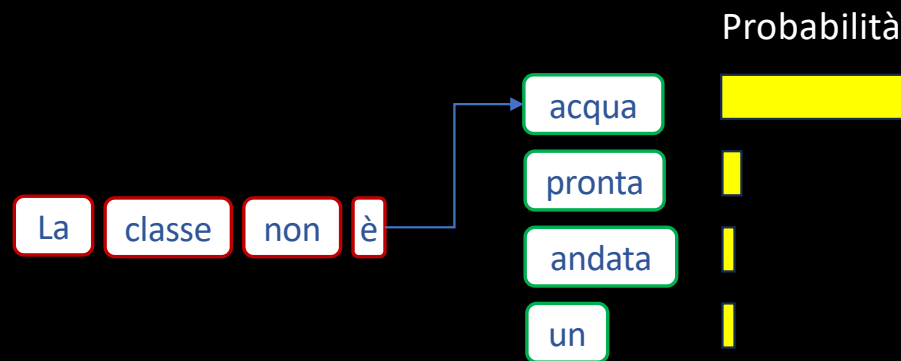 Probabilità
acqua
pronta
La classe non è
andata
un